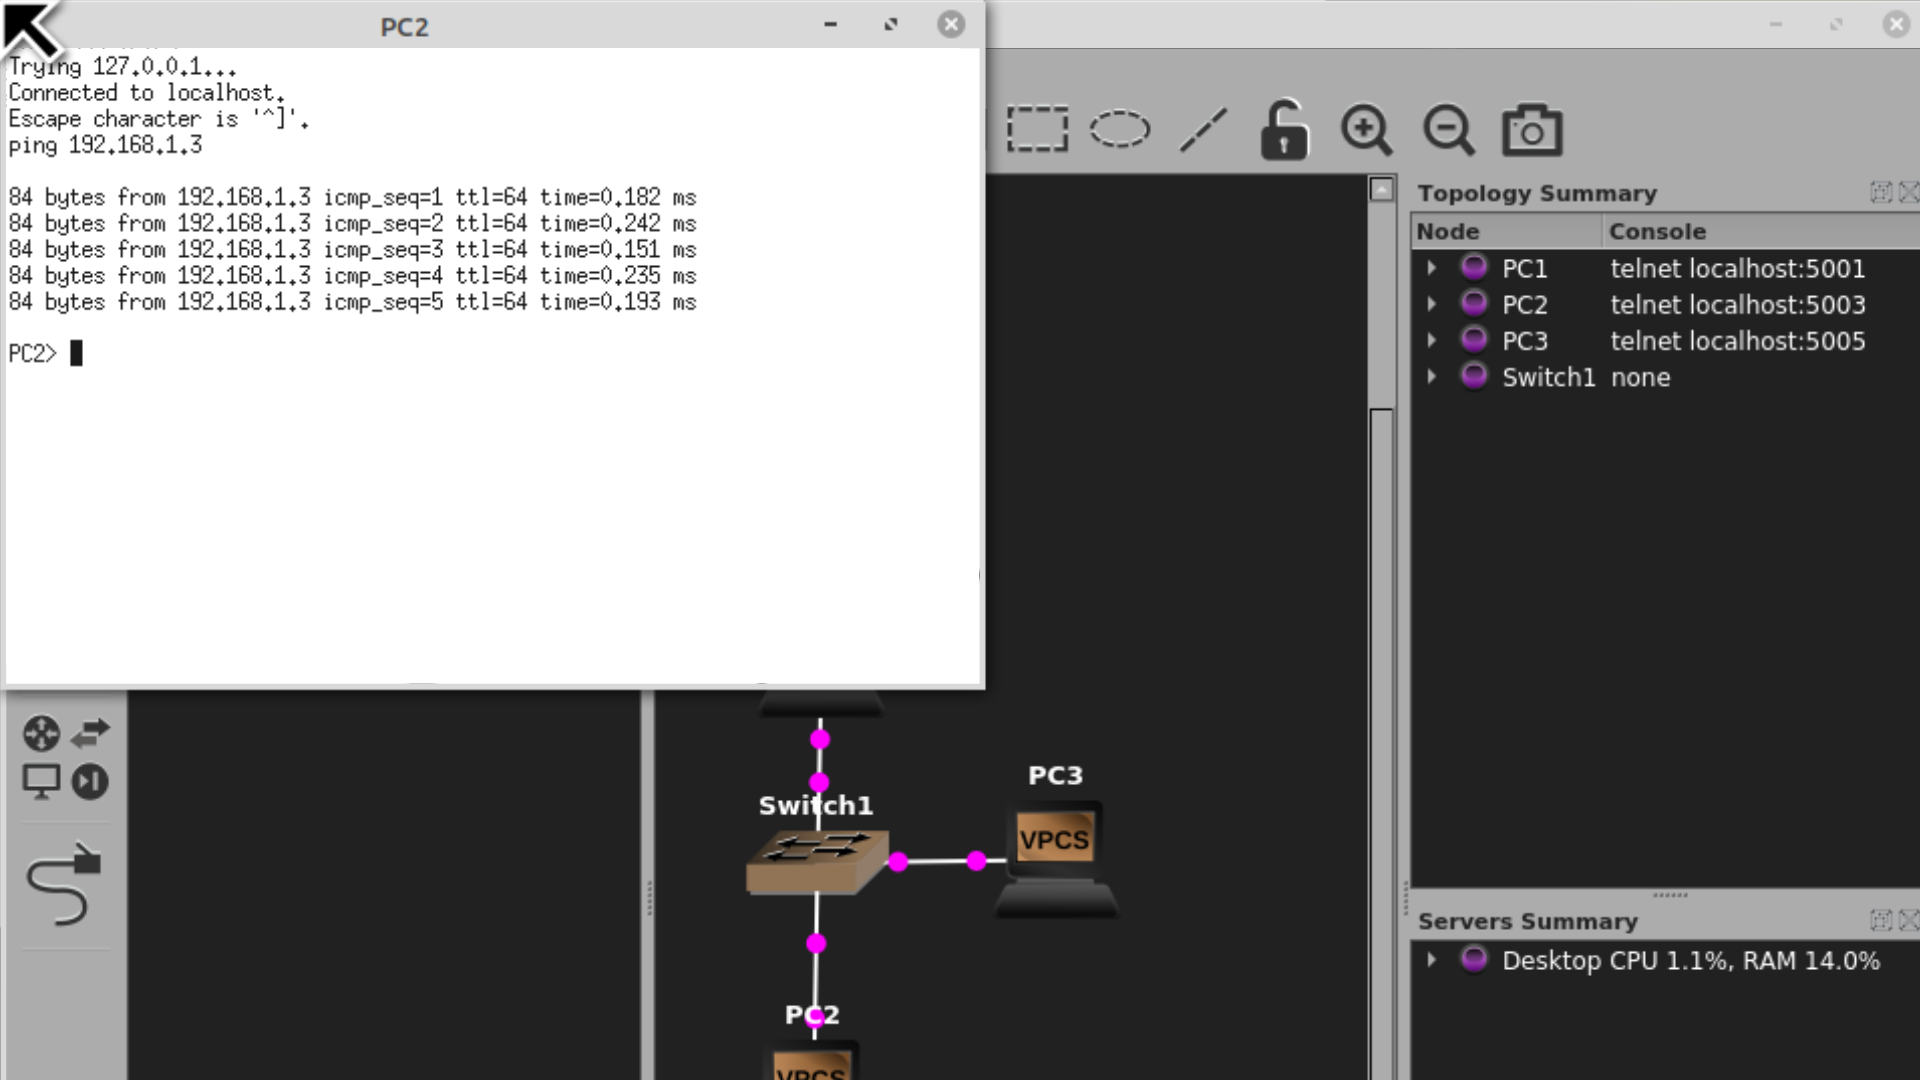 PC2
Trying 127.0.0.1...
Connected to localhost.
Escape character is '^]'.
ping 192.168.1.3
84 bytes from 192.168.1.3 icmp_seq=1 ttl=64 time=0.182 ms
84 bytes from 192.168.1.3 icmp_seq=2 ttl=64 time=0.242 ms
84 bytes from 192.168.1.3 icmp_seq=3 ttl=64 time=0.151 ms
84 bytes from 192.168.1.3 icmp_seq=4 ttl=64 time=0.235 ms
84 bytes from 192.168.1.3 icmp_seq=5 ttl=64 time=0.193 ms
PC2>
Topology Summary
Node Console
PC1 telnet localhost:5001
PC2 telnet localhost:5003
PC3 telnet localhost:5005
Switch1 none
PC3
Switch1
VPCS
PC2
VPCS
Servers Summary
Desktop CPU 1.1%, RAM 14.0%